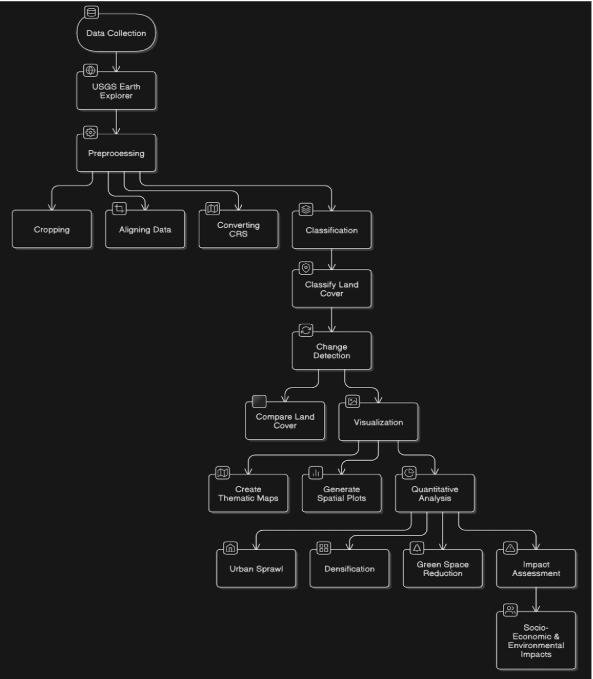 Data Collection
USGS Earth
Explorer
Preprocessing
Cropping
Aligning Data
Converting
CRS
Classification
Classify Land
Cover
Change
Detection
Compare Land
Cover
Visualization
Create
Thematic Maps
Generate
Spatial Plots
Quantitative
Analysis
Urban Sprawl
Densification
Green Space
Reduction
Impact
Assessment
Socio-
Economic &
Environmental
Impacts